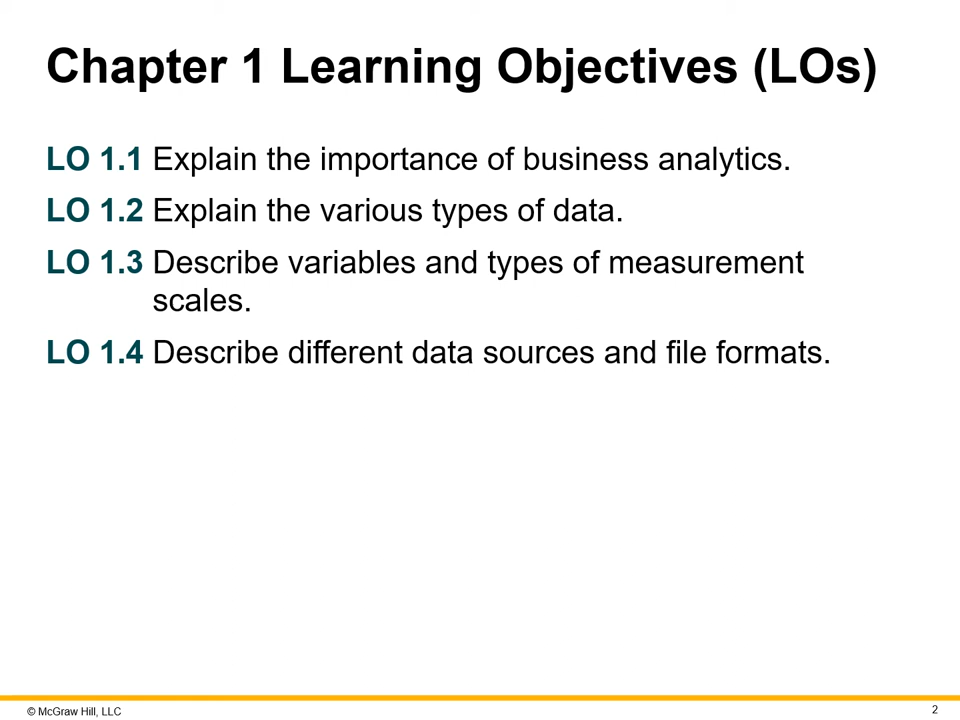 Chapter 1 Learning Objectives (LOs)
LO 1.1 Explain the importance of business analytics.
LO 1.2 Explain the various types of data.
LO 1.3 Describe variables and types of measurement
scales.
LO 1.4 Describe different data sources and file formats.
© McGraw Hill, LLC
2